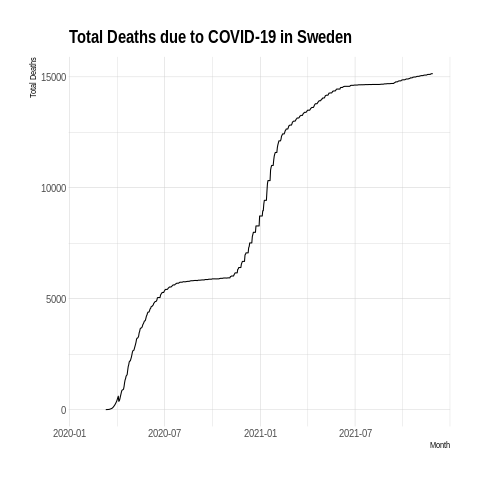 Total Deaths due to COVID-19 in Sweden
Total Deaths
15000
10000
5000
0
2020-01 2020-07 2021-01 2021-07
Month